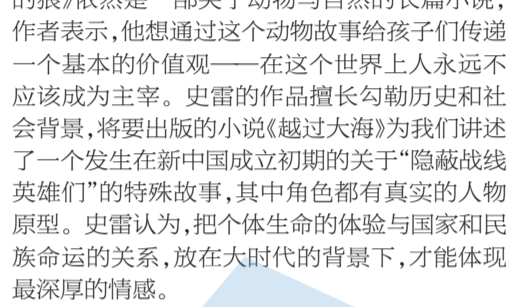 的狼》依然是一部关于动物与自然的长篇小说，
作者表示，他想通过这个动物故事给孩子们传递
一个基本的价值观——在这个世界上人永远不
应该成为主宰。史雷的作品擅长勾勒历史和社
会背景，将要出版的小说《越过大海》为我们讲述
了一个发生在新中国成立初期的关于“隐蔽战线
英雄们”的特殊故事，其中角色都有真实的人物
原型。史雷认为，把个体生命的体验与国家和民
族命运的关系，放在大时代的背景下，才能体现
最深厚的情感。